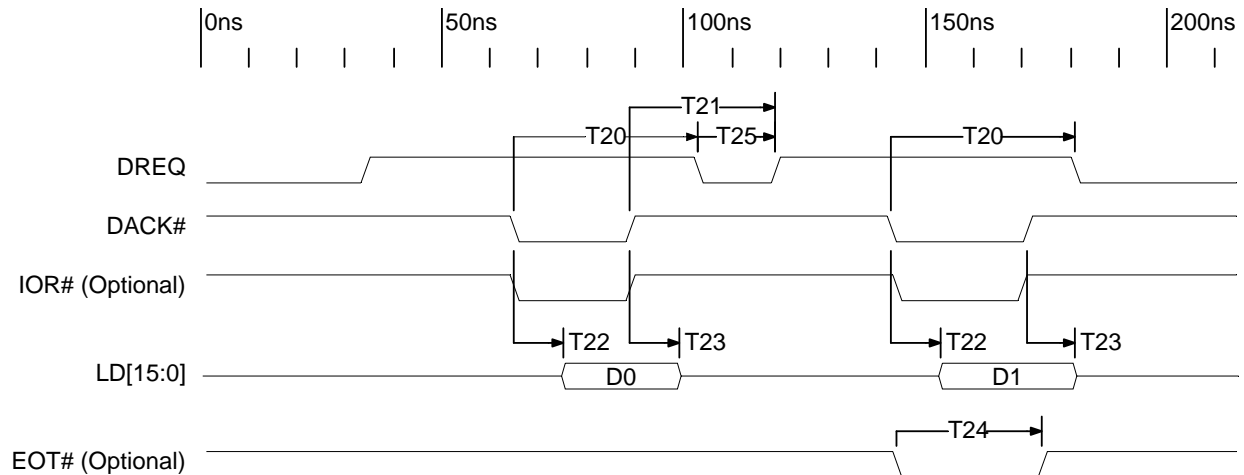 0ns 50ns 100ns 150ns 200ns
T21
T20 T25 T20
DREQ
DACK#
IOR# (Optional)
T22 T23 T22 T23
LD[15:0] D0 D1
T24
EOT# (Optional)